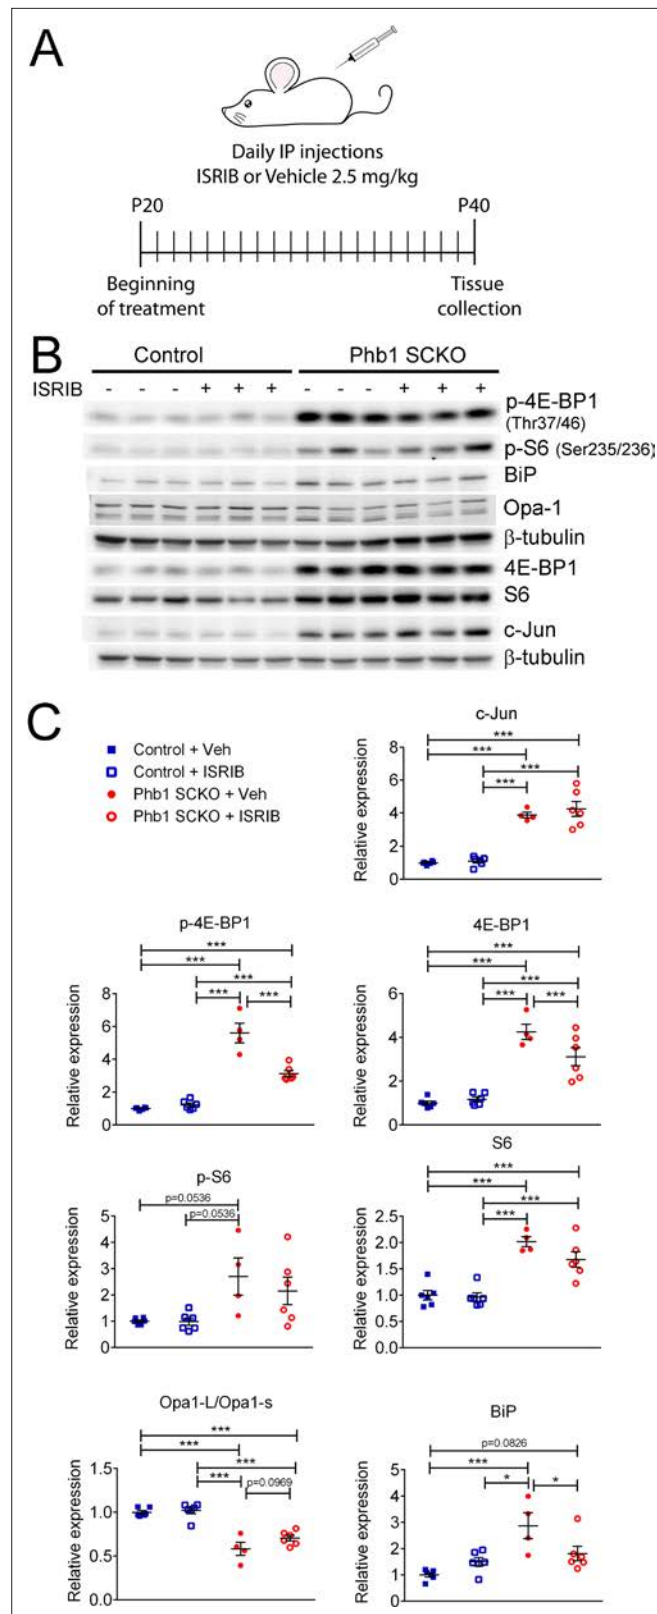 A
Daily IP injections
ISRIB or Vehicle 2.5 mg/kg
P20 P40
Beginning of treatment
Tissue collection
B
Control Phb1 SCKO
ISRIB - - - + + + - - - + + +
p-4E-BP1
(Thr37/46)
p-S6 (Ser235/236)
BiP
Opa-1
β-tubulin
4E-BP1
S6
c-Jun
β-tubulin
C
Control + Veh
Control + ISRIB
Phb1 SCKO + Veh
Phb1 SCKO + ISRIB
c-Jun
Relative expression
8
6
4
2
0
***
***
***
***
p-4E-BP1
Relative expression
8
6
4
2
0
***
***
***
***
***
4E-BP1
Relative expression
6
4
2
0
***
***
***
***
***
p-S6
Relative expression
5
4
3
2
1
0
p=0.0536
p=0.0536
S6
Relative expression
2.5
2.0
1.5
1.0
0.5
0
***
***
***
***
Opa1-L/Opa1-s
Relative expression
1.5
1.0
0.5
0
***
***
***
***
p=0.0969
BiP
Relative expression
5
4
3
2
1
0
p=0.0826
***
*
*